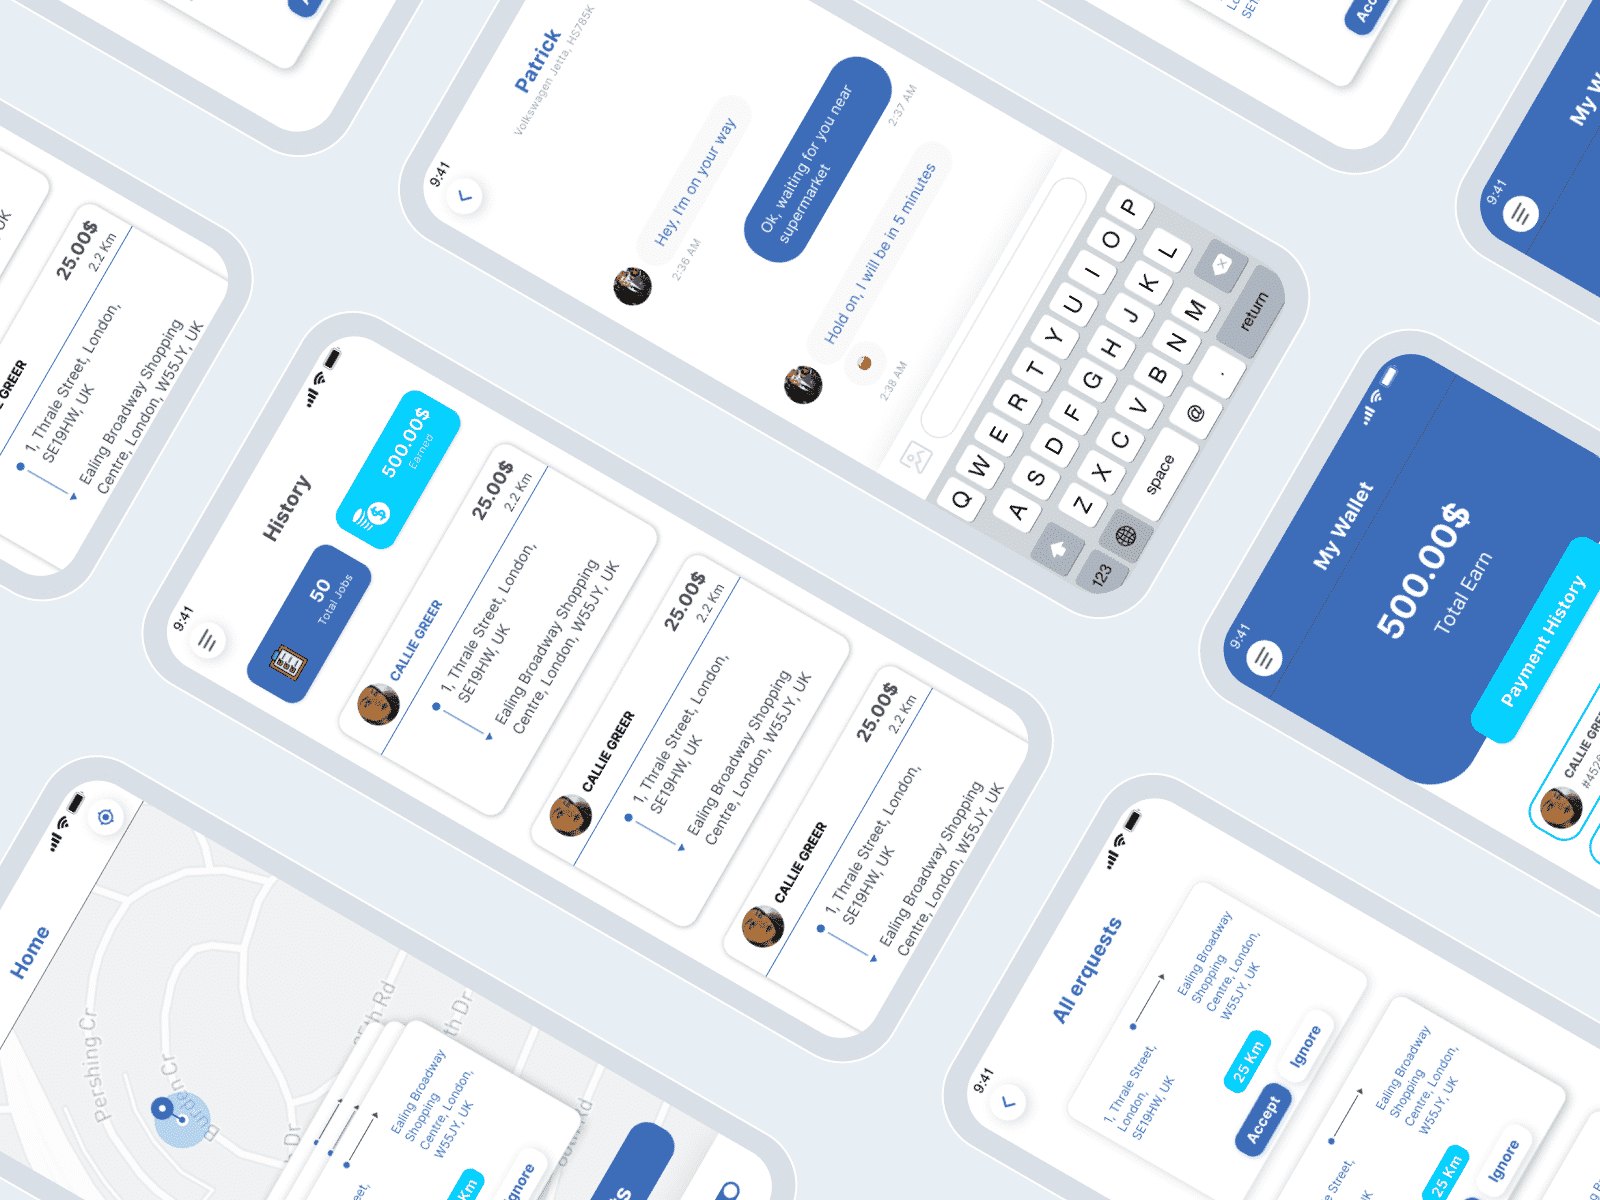 Acc
25.00$
2.2 Km
GREER
1, Thrale Street, London,
SE19HW, UK
Ealing Broadway Shopping
Centre, London, W55JY, UK
9:41
Patrick
Volkswagen Jetta, HS785K
Hey, I'm on your way
2:36 AM
Ok, waiting for you near
supermarket
2:37 AM
Hold on, I will be in 5 minutes
2:38 AM
Q W E R T Y U I O P
A S D F G H J K L
Z X C V B N M
123
space
@
.
return
9:41
My W
9:41
History
50
Total Jobs
500.00$
Earned
CALLIE GREER
25.00$
2.2 Km
1, Thrale Street, London,
SE19HW, UK
Ealing Broadway Shopping
Centre, London, W55JY, UK
CALLIE GREER
25.00$
2.2 Km
1, Thrale Street, London,
SE19HW, UK
Ealing Broadway Shopping
Centre, London, W55JY, UK
CALLIE GREER
25.00$
2.2 Km
1, Thrale Street, London,
SE19HW, UK
Ealing Broadway Shopping
Centre, London, W55JY, UK
9:41
My Wallet
500.00$
Total Earn
Payment History
CALLIE GRE
#452
Home
Pershing Cr
Burden Cr
Dr
th Dr
Rd
Ealing Broadway
Shopping
Centre, London,
W55JY, UK
Km
gnore
9:41
All erquests
1, Thrale Street,
London,
SE19HW, UK
Ealing Broadway
Shopping
Centre, London,
W55JY, UK
25 Km
Accept
Ignore
Ealing Broadway
Shopping
Centre, London,
W55JY, UK
25 Km
Ignore